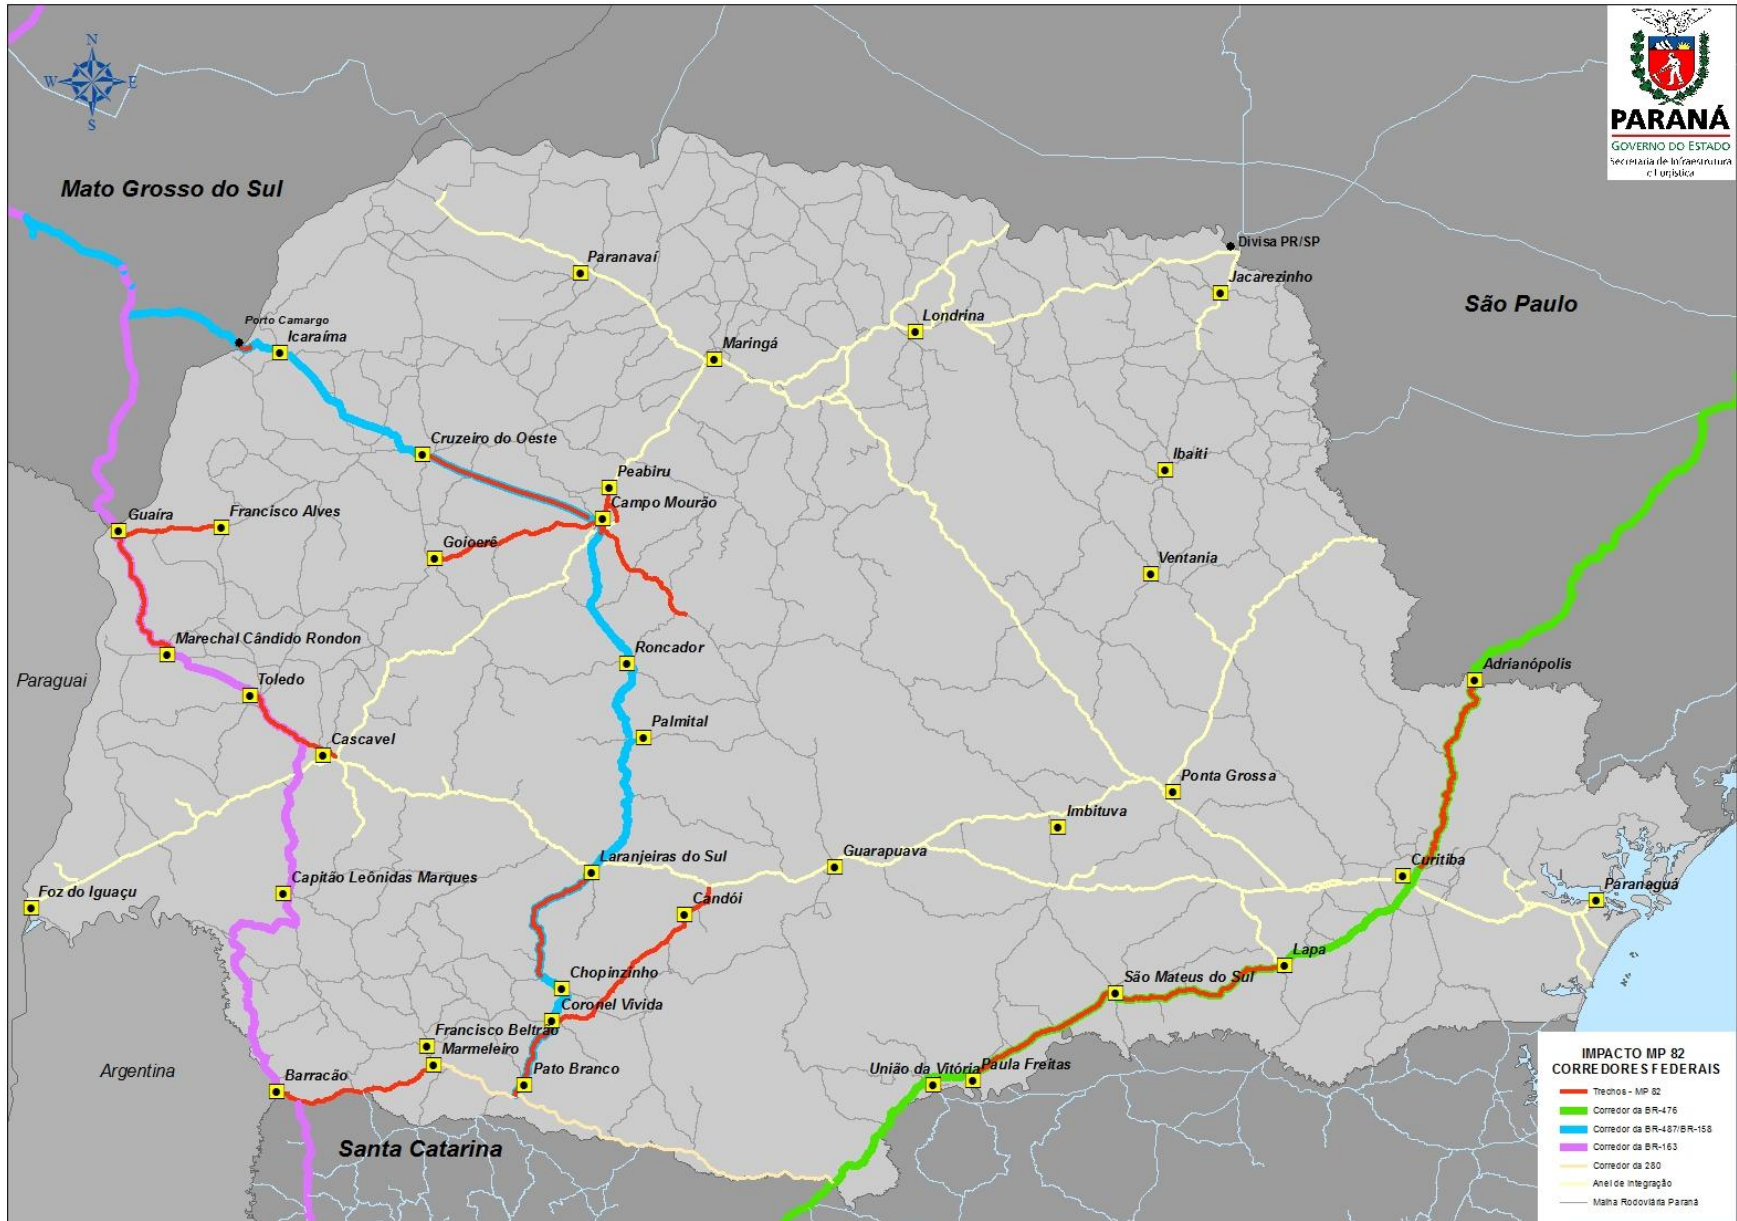 N
W
E
S
PARANÁ
GOVERNO DO ESTADO
Secretaria de Infraestrutura
e Logística
Mato Grosso do Sul
Divisa PR/SP
Paranavaí
Jacarezinho
São Paulo
Porto Camargo
Icaraíma
Londrina
Maringá
Cruzeiro do Oeste
Ibaiti
Peabiru
Campo Mourão
Guaíra
Francisco Alves
Goioerê
Ventania
Marechal Cândido Rondon
Roncador
Adrianópolis
Paraguai
Toledo
Palmital
Cascavel
Ponta Grossa
Imbituva
Laranjeiras do Sul
Guarapuava
Curitiba
Foz do Iguaçu
Capitão Leônidas Marques
Candói
Paranaguá
Lapa
Chopinzinho
São Mateus do Sul
Coronel Vivida
Francisco Beltrão
Marmeleiro
Argentina
Barracão
Pato Branco
União da Vitória
Paula Freitas
Santa Catarina
IMPACTO MP 82
CORREDORES FEDERAIS
Trechos - MP 82
Corredor da BR-476
Corredor da BR-487/BR-158
Corredor da BR-163
Corredor da 280
Anel de Integração
Malha Rodoviária Paraná